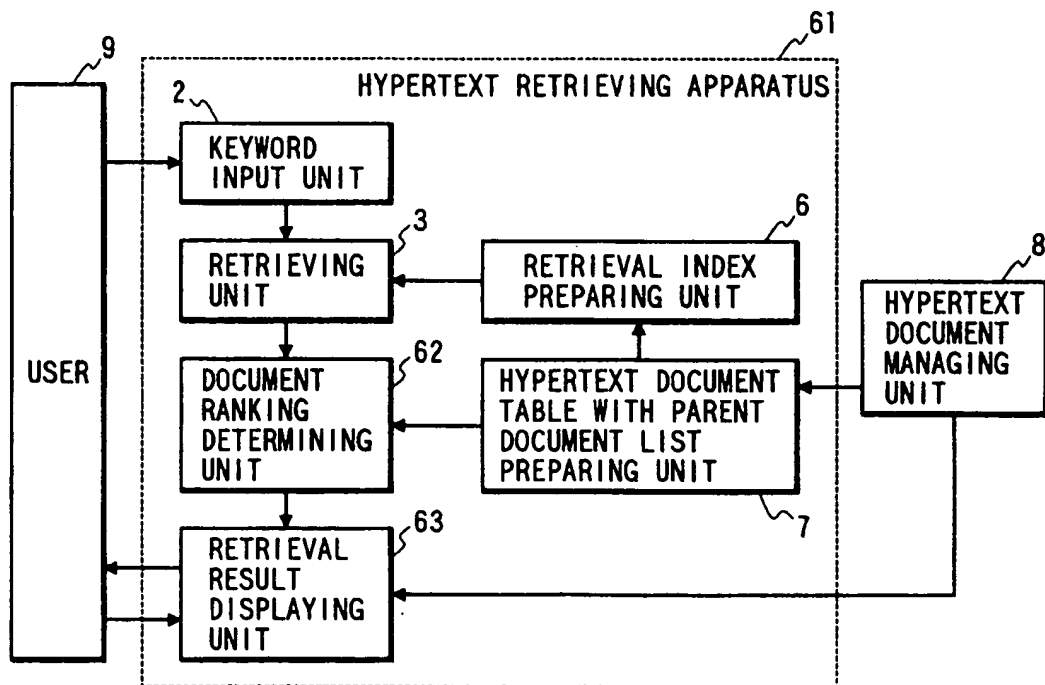 61
9
HYPERTEXT RETRIEVING APPARATUS
2
KEYWORD
INPUT UNIT
3
RETRIEVING
UNIT
6
RETRIEVAL INDEX
PREPARING UNIT
8
HYPERTEXT
DOCUMENT
MANAGING
UNIT
USER
62
DOCUMENT
RANKING
DETERMINING
UNIT
HYPERTEXT DOCUMENT
TABLE WITH PARENT
DOCUMENT LIST
PREPARING UNIT
7
63
RETRIEVAL
RESULT
DISPLAYING
UNIT